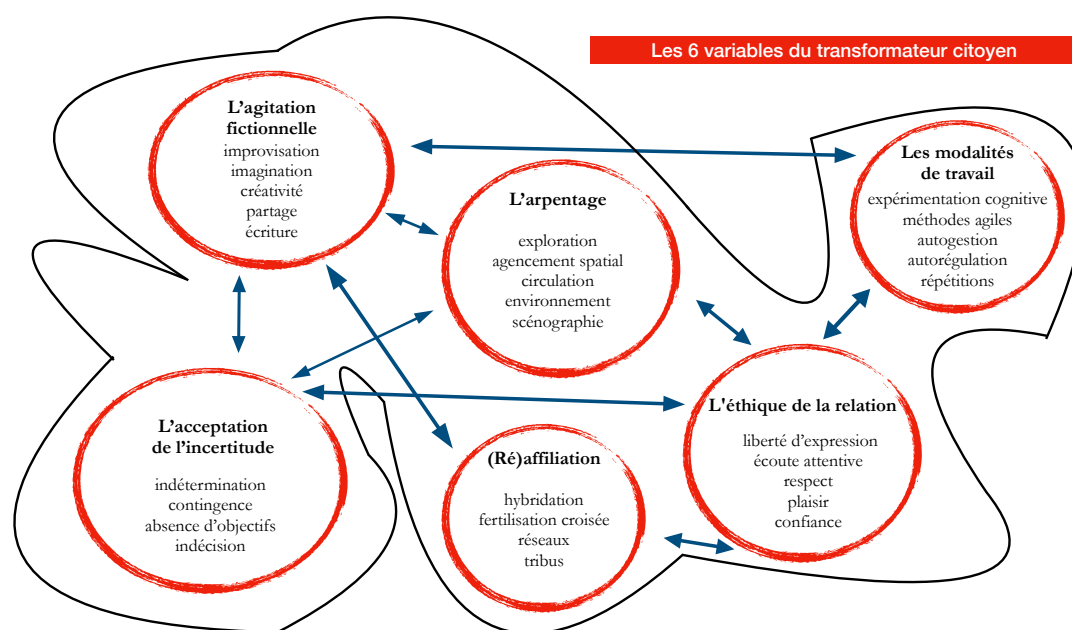 Les 6 variables du transformateur citoyen
L’agitation
fictionnelle
improvisation
imagination
créativité
partage
écriture
L’arpentage
exploration
agencement spatial
circulation
environnement
scénographie
Les modalités
de travail
expérimentation cognitive
méthodes agiles
autogestion
autorégulation
répétitions
L’acceptation
de l’incertitude
indétermination
contingence
absence d’objectifs
indécision
(Ré)affiliation
hybridation
fertilisation croisée
réseaux
tribus
L'éthique de la relation
liberté d’expression
écoute attentive
respect
plaisir
confiance